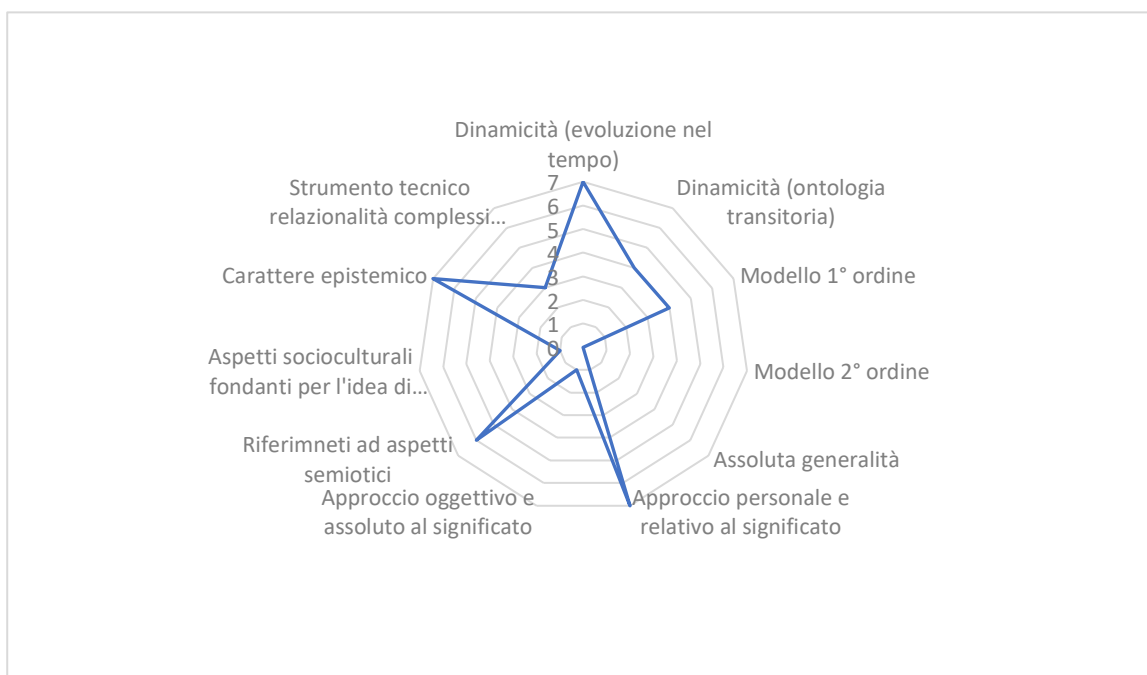 Dinamicità (evoluzione nel
tempo)
Dinamicità (ontologia
transitoria)
Modello 1° ordine
Modello 2° ordine
Assoluta generalità
Approccio personale e
relativo al significato
Approccio oggettivo e
assoluto al significato
Riferimneti ad aspetti
semiotici
Aspetti socioculturali
fondanti per l'idea di...
Carattere epistemico
Strumento tecnico
relazionalità complessi...
7
6
5
4
3
2
1
0